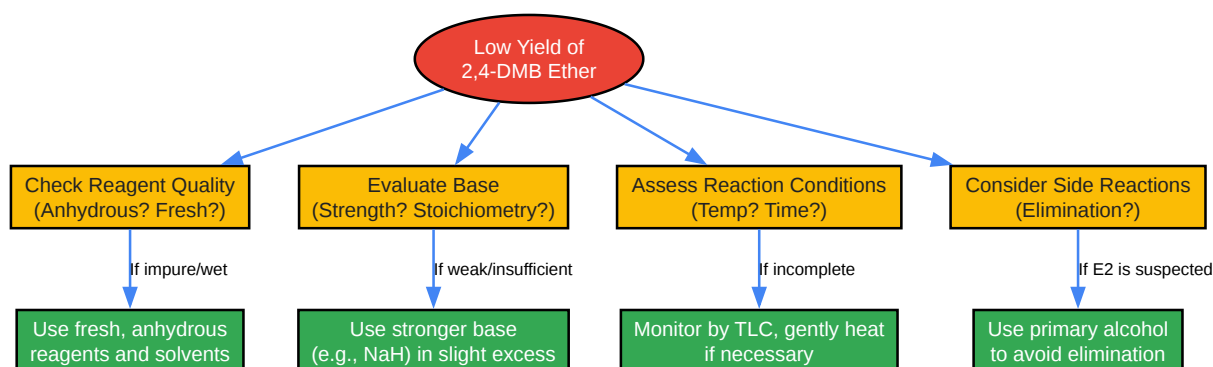 Low Yield of
2,4-DMB Ether
Check Reagent Quality
(Anhydrous? Fresh?)
Evaluate Base
(Strength? Stoichiometry?)
Assess Reaction Conditions
(Temp? Time?)
Consider Side Reactions
(Elimination?)
If impure/wet
If weak/insufficient
If incomplete
If E2 is suspected
Use fresh, anhydrous
reagents and solvents
Use stronger base
(e.g., NaH) in slight excess
Monitor by TLC, gently heat
if necessary
Use primary alcohol
to avoid elimination